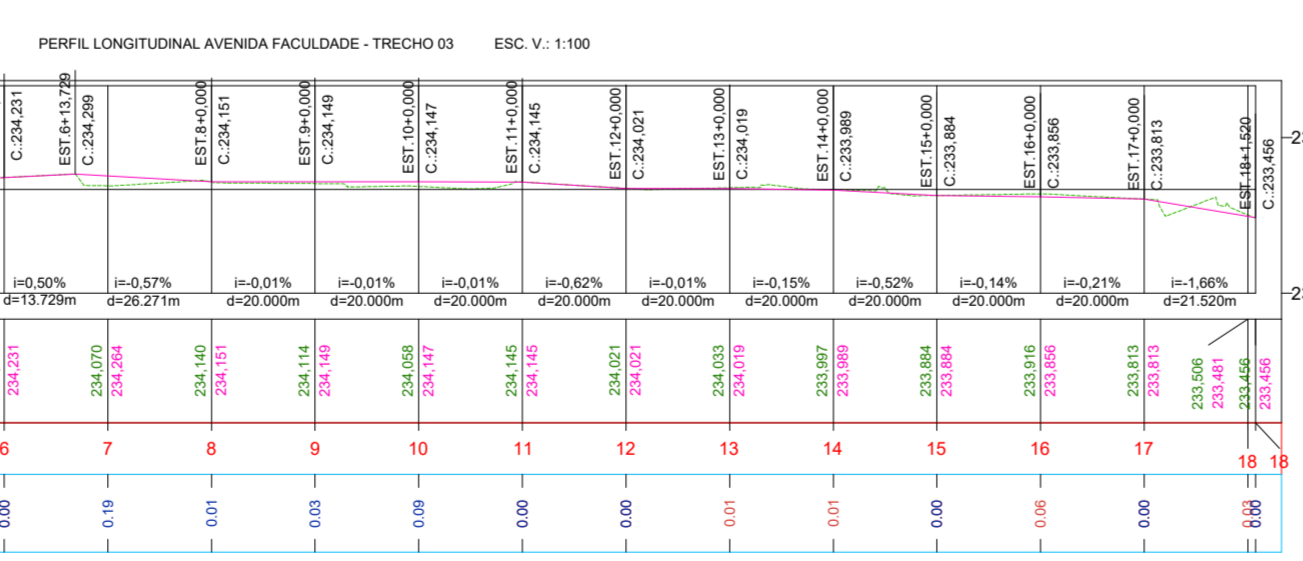 PERFIL LONGITUDINAL AVENIDA FACULDADE - TRECHO 03 ESC. V.: 1:100
C.:234,231
EST.6+13,729
C.:234,299
EST.8+0,000
C.:234,151
EST.9+0,000
C.:234,149
EST.10+0,000
C.:234,147
EST.11+0,000
C.:234,145
EST.12+0,000
C.:234,021
EST.13+0,000
C.:234,019
EST.14+0,000
C.:233,989
EST.15+0,000
C.:233,884
EST.16+0,000
C.:233,856
EST.17+0,000
C.:233,813
EST.18+1,520
C.:233,456
i=0,50% i=-0,57% i=-0,01% i=-0,01% i=-0,01% i=-0,62% i=-0,01% i=-0,15% i=-0,52% i=-0,14% i=-0,21% i=-1,66%
d=13.729m d=26.271m d=20.000m d=20.000m d=20.000m d=20.000m d=20.000m d=20.000m d=20.000m d=20.000m d=20.000m d=21.520m
234,231
234,070
234,264
234,140
234,151
234,114
234,149
234,058
234,147
234,145
234,145
234,021
234,021
234,033
234,019
233,997
233,989
233,884
233,884
233,916
233,856
233,813
233,813
233,506
233,481
233,456
233,456
6 7 8 9 10 11 12 13 14 15 16 17 18 18
0.00
0.19
0.01
0.03
0.09
0.00
0.00
0.01
0.01
0.00
0.06
0.00
0.03
0.00